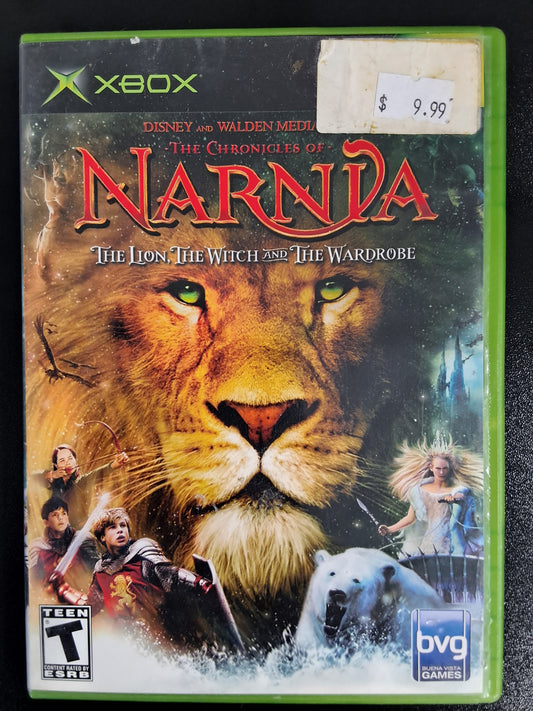 XBOX
$ 9.99
DISNEY AND WALDEN MEDIA
THE CHRONICLES OF
NARNIA
THE LION, THE WITCH AND THE WARDROBE
TEEN
T
CONTENT RATED BY
ESRB
bvg
BUENA VISTA
GAMES